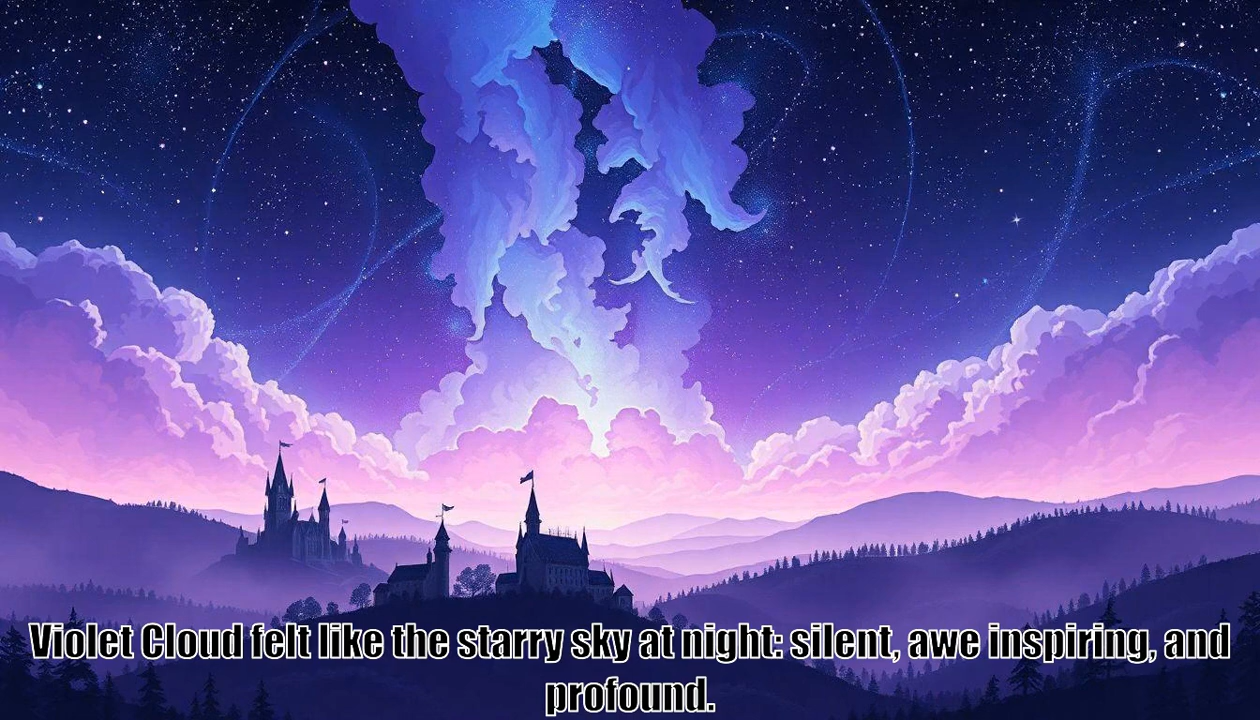 Violet Cloud felt like the starry sky at night: silent, awe inspiring, and
profound.